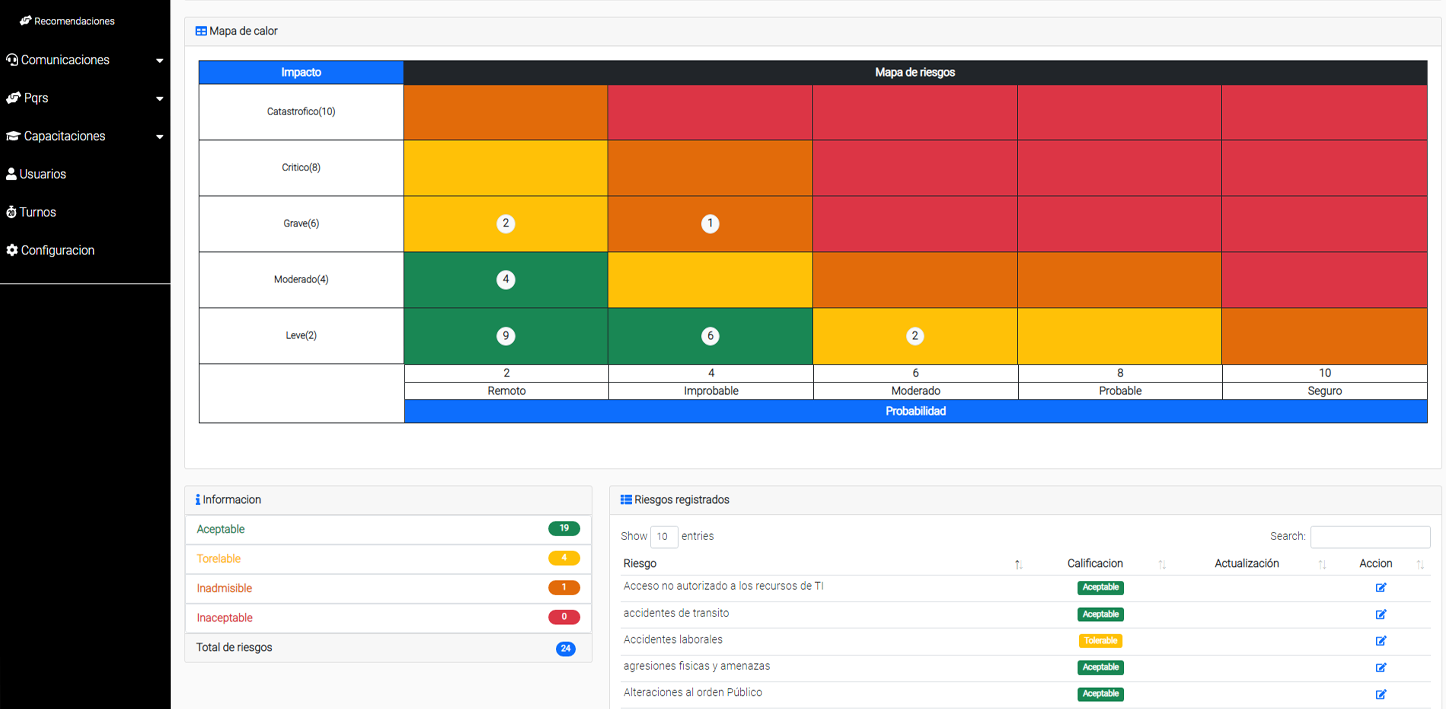 Recomendaciones
Comunicaciones
Pqrs
Capacitaciones
Usuarios
Turnos
Configuracion
Mapa de calor
Impacto Mapa de riesgos
Catastrofico(10)
Critico(8)
Grave(6) 2 1
Moderado(4) 4
Leve(2) 9 6 2
2 4 6 8 10
Remoto Improbable Moderado Probable Seguro
Probabilidad
Informacion
Aceptable 19
Torelable 4
Inadmisible 1
Inaceptable 0
Total de riesgos 24
Riesgos registrados
Show 10 entries Search:
Riesgo Calificacion Actualización Accion
Acceso no autorizado a los recursos de TI Aceptable
accidentes de transito Aceptable
Accidentes laborales Tolerable
agresiones fisicas y amenazas Aceptable
Alteraciones al orden Público Aceptable